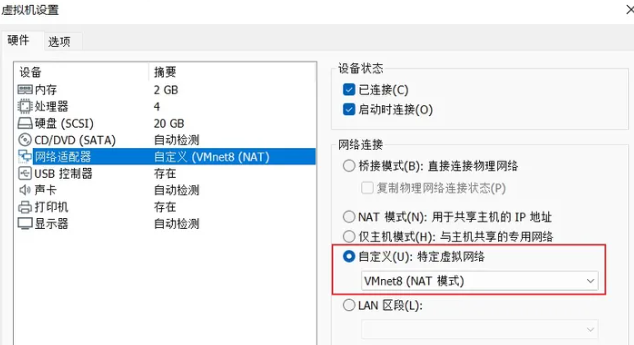 虚拟机设置
硬件 选项
设备 摘要
内存 2 GB
处理器 4
硬盘 (SCSI) 20 GB
CD/DVD (SATA) 自动检测
网络适配器 自定义 (VMnet8 (NAT)
USB 控制器 存在
声卡 自动检测
打印机 存在
显示器 自动检测
设备状态
已连接(C)
启动时连接(O)
网络连接
桥接模式(B): 直接连接物理网络
复制物理网络连接状态(P)
NAT 模式(N): 用于共享主机的 IP 地址
仅主机模式(H): 与主机共享的专用网络
自定义(U): 特定虚拟网络
VMnet8 (NAT 模式)
LAN 区段(L):